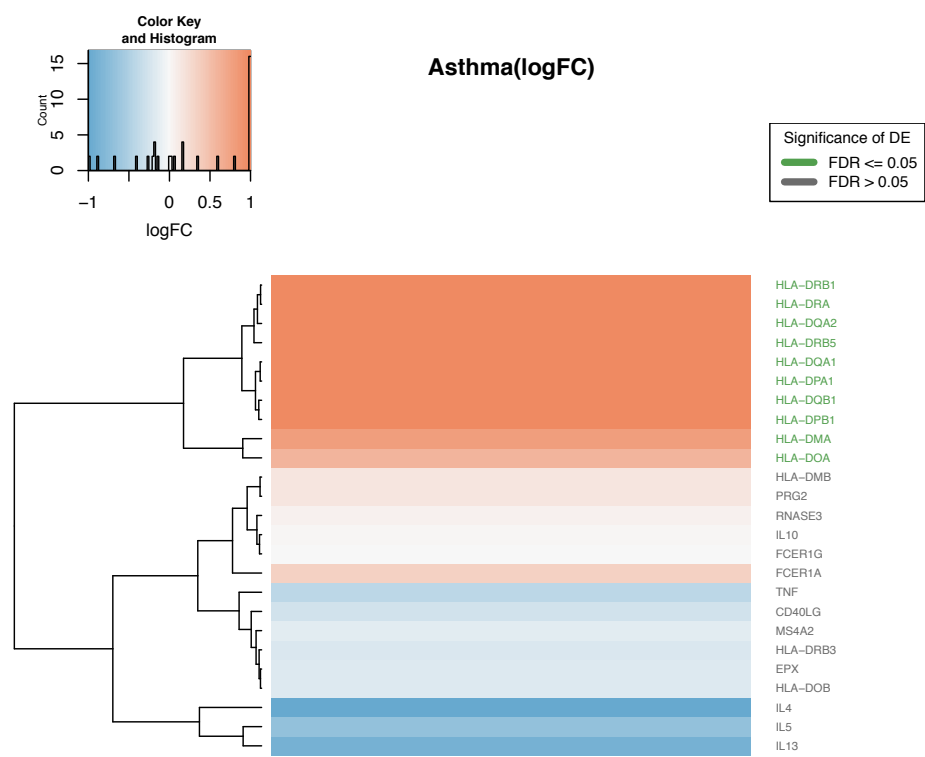 Color Key
and Histogram
Count
0
5
10
15
−1
0
0.5
1
logFC
Asthma(logFC)
Significance of DE
FDR <= 0.05
FDR > 0.05
HLA−DRB1
HLA−DRA
HLA−DQA2
HLA−DRB5
HLA−DQA1
HLA−DPA1
HLA−DQB1
HLA−DPB1
HLA−DMA
HLA−DOA
HLA−DMB
PRG2
RNASE3
IL10
FCER1G
FCER1A
TNF
CD40LG
MS4A2
HLA−DRB3
EPX
HLA−DOB
IL4
IL5
IL13